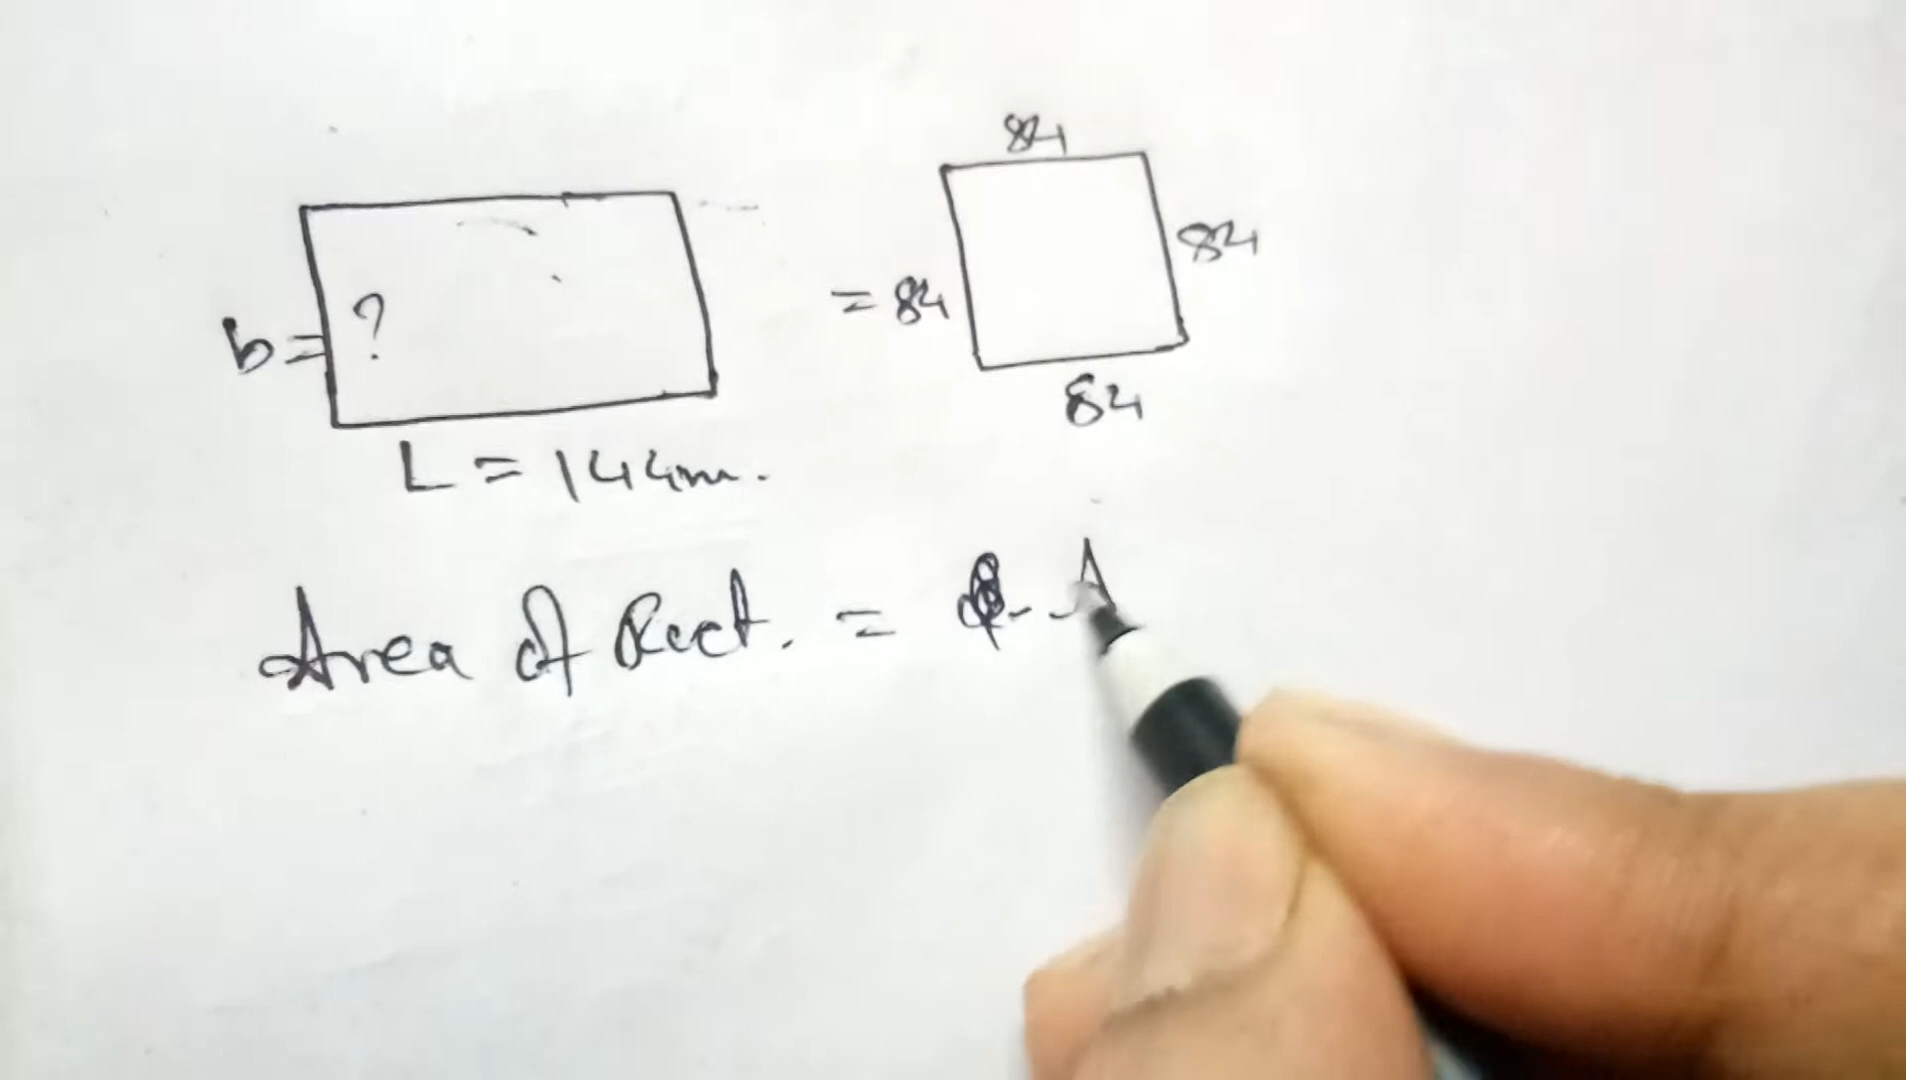 84
84
= 84
b = ?
84
L = 144m.
Area of Rect. = A